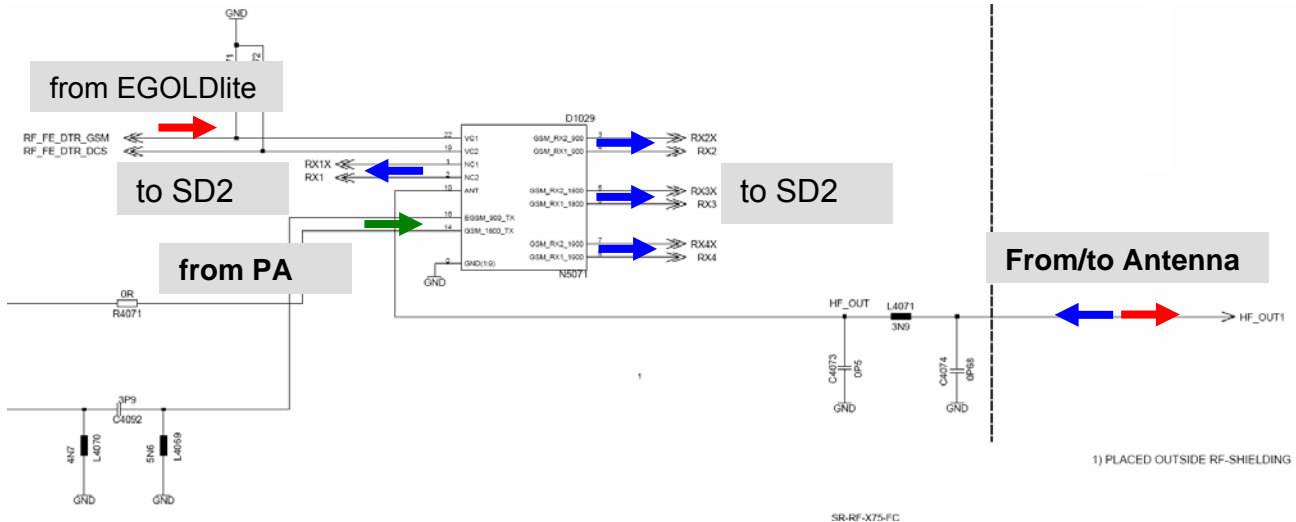 GND
71
72
from EGOLDlite
RF_FE_DTR_GSM
RF_FE_DTR_DCS
D1029
22 VC1 GSM_RX2_900 3 RX2X
19 VC2 GSM_RX1_900 RX2
RX1X 1 NC1
RX1 2 NC2 GSM_RX2_1800 RX3X
10 ANT GSM_RX1_1800 RX3
to SD2
to SD2
16 EGSM_900_TX
14 GSM_1800_TX GSM_RX2_1900 7 RX4X
GSM_RX1_1900 RX4
from PA
GND(1:9)
GND
N5071
From/to Antenna
0R
R4071
HF_OUT L4071
3N9
HF_OUT1
C4073
0P5
C4074
0P68
1
GND
GND
3P9
C4092
4N7
L4070
5N6
L4069
GND
GND
1) PLACED OUTSIDE RF-SHIELDING
SR-RF-X75-FC